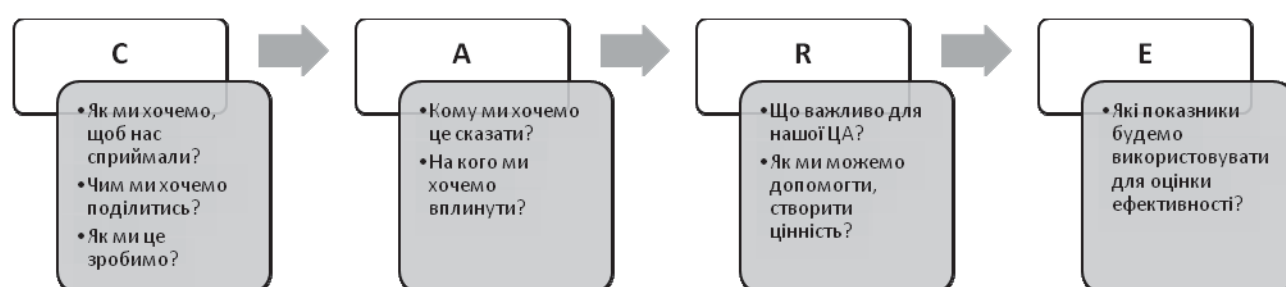 C
• Як ми хочемо,
щоб нас
сприймали?
• Чим ми хочемо
поділитись?
• Як ми це
зробимо?
A
• Кому ми хочемо
це сказати?
• На кого ми
хочемо
вплинути?
R
• Що важливо для
нашої ЦА?
• Як ми можемо
допомогти,
створити
цінність?
E
• Які показники
будемо
використовувати
для оцінки
ефективності?